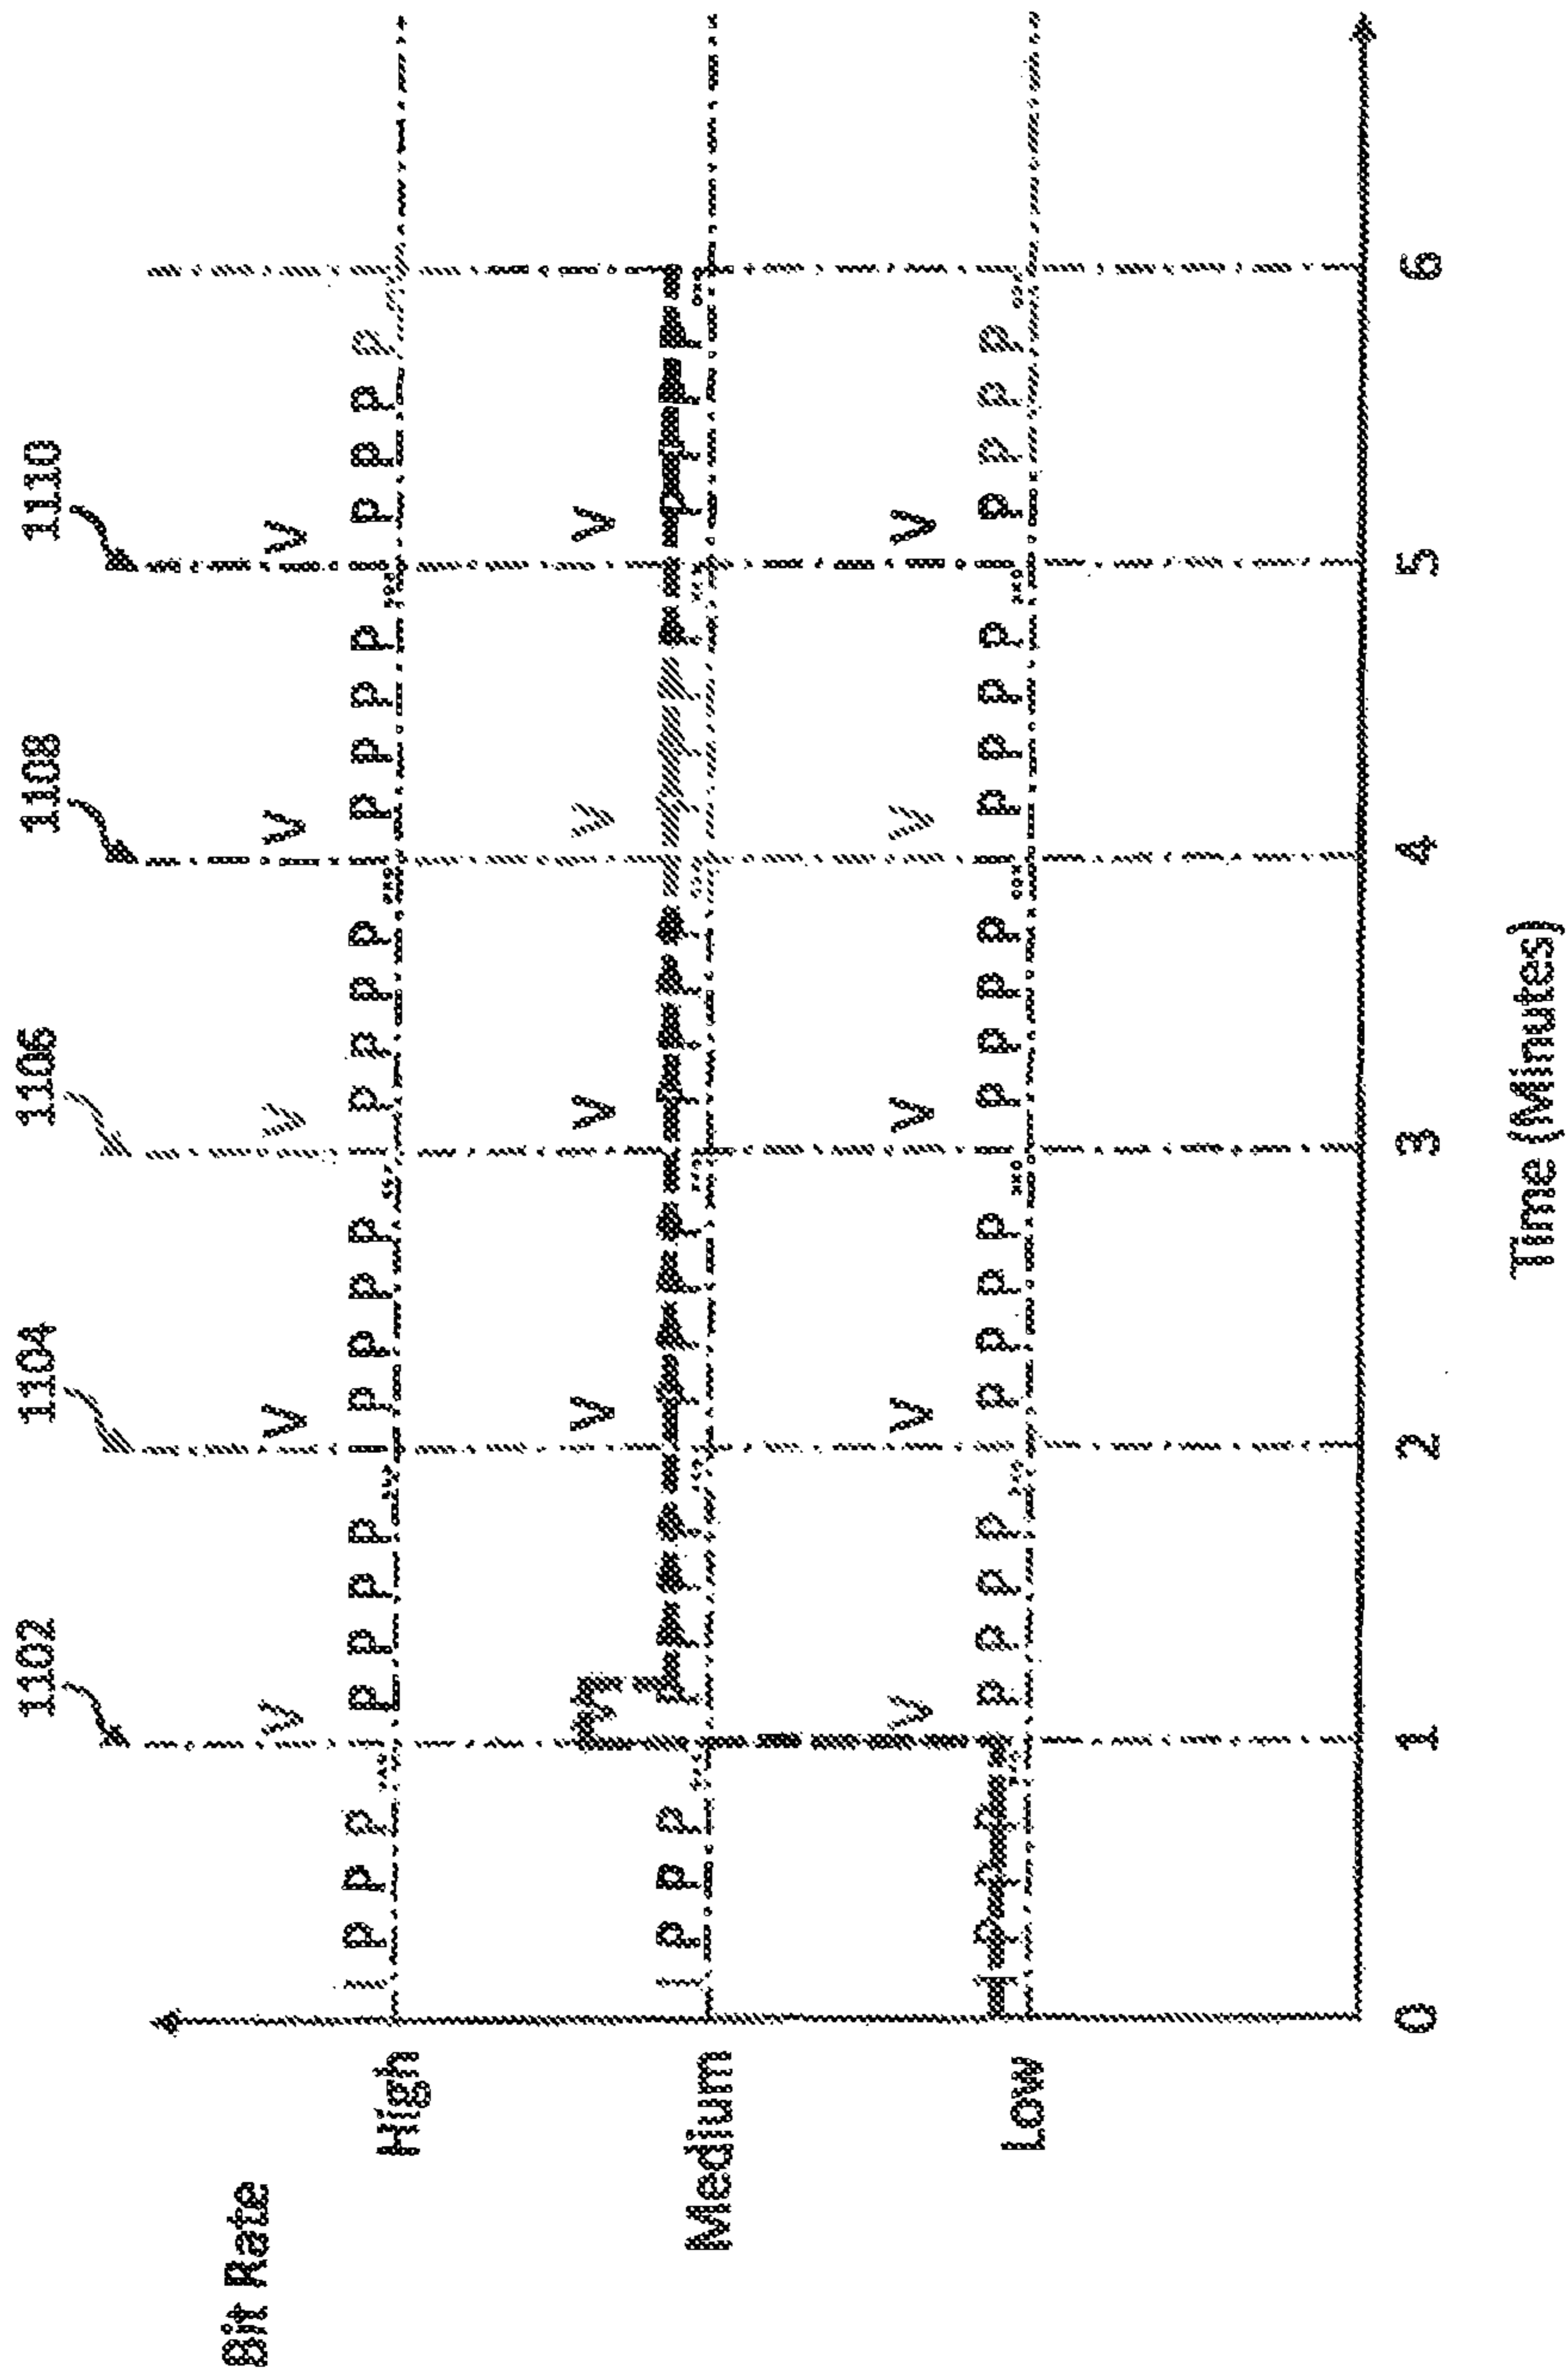 1102 1104 1106 1108 1110
Bit Rate
V V V V V
High I P P P ... I P P P P ... I P P P P ... I P P P P ... I P P P P ... I P P P P ...
V V V V
Medium I P P P ...
V V V V V
Low I P P P ... P P P P ... I P P P P ... I P P P P ... I P P P P ... I P P P P ...
0 1 2 3 4 5 6
Time (Minutes)